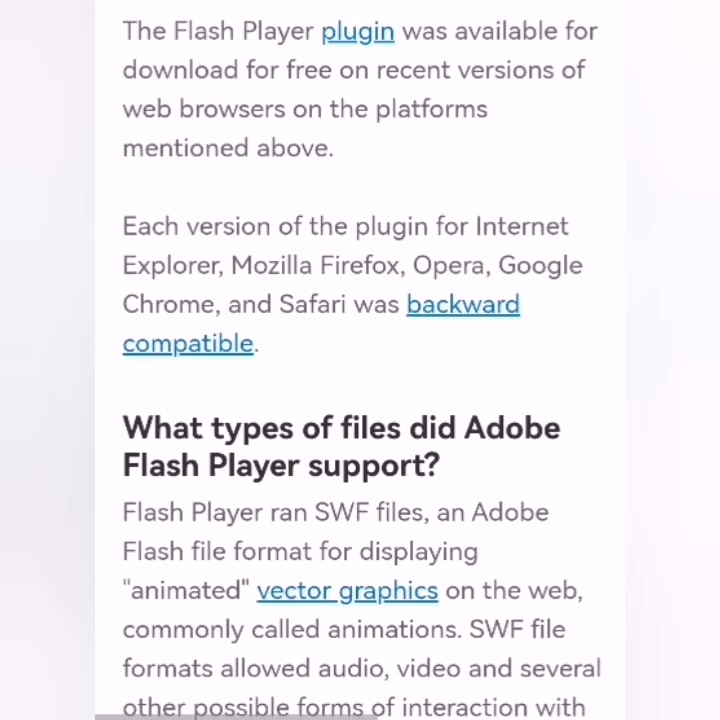 The Flash Player plugin was available for
download for free on recent versions of
web browsers on the platforms
mentioned above.
Each version of the plugin for Internet
Explorer, Mozilla Firefox, Opera, Google
Chrome, and Safari was backward
compatible.
What types of files did Adobe
Flash Player support?
Flash Player ran SWF files, an Adobe
Flash file format for displaying
"animated" vector graphics on the web,
commonly called animations. SWF file
formats allowed audio, video and several
other possible forms of interaction with